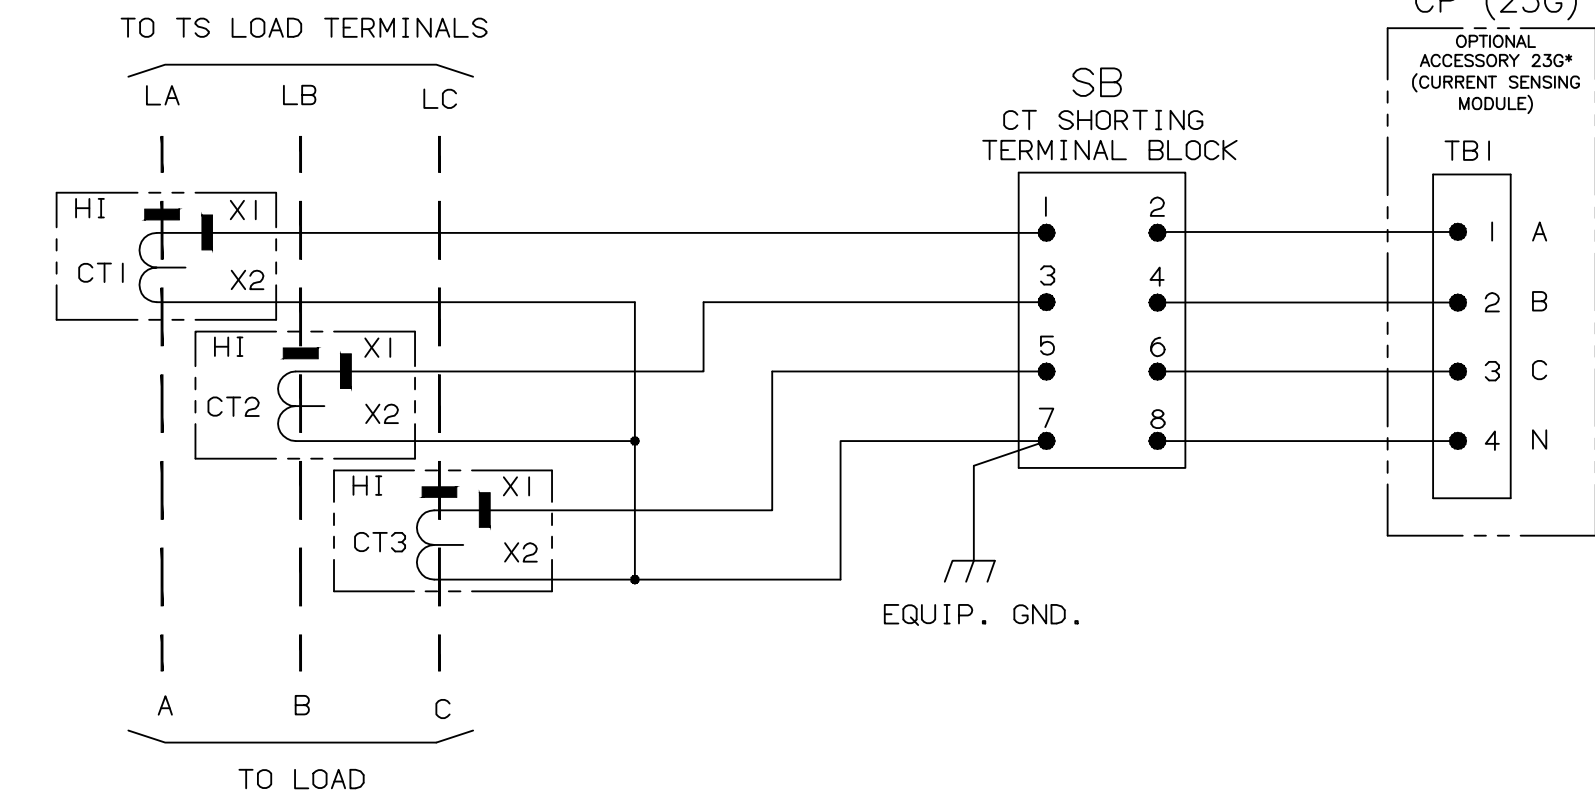 CP (23G)
TO TS LOAD TERMINALS
OPTIONAL
ACCESSORY 23G*
(CURRENT SENSING
MODULE)
LA LB LC
SB
CT SHORTING
TERMINAL BLOCK
TB1
H1 X1
CT1 X2
1 2
3 4
5 6
7 8
1 A
2 B
3 C
4 N
H1 X1
CT2 X2
H1 X1
CT3 X2
EQUIP. GND.
A B C
TO LOAD